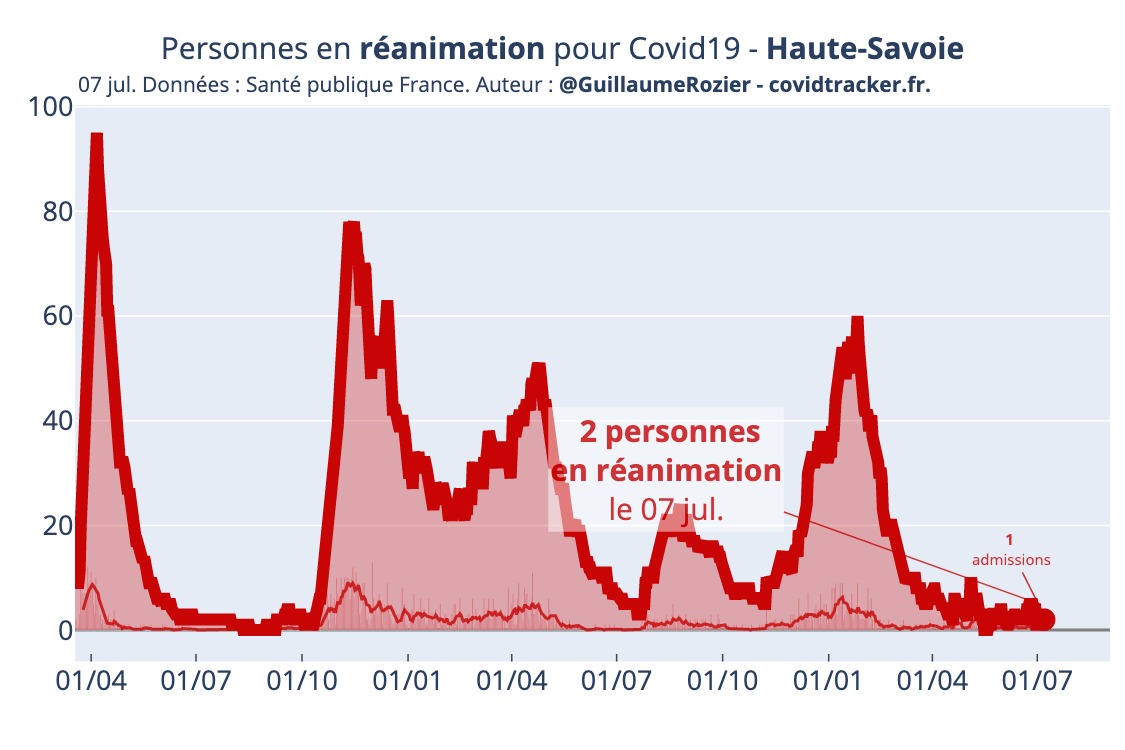 Personnes en réanimation pour Covid19 - Haute-Savoie
07 jul. Données : Santé publique France. Auteur : @GuillaumeRozier - covidtracker.fr.
100
80
60
40
20
0
2 personnes
en réanimation
le 07 jul.
1
admissions
01/04 01/07 01/10 01/01 01/04 01/07 01/10 01/01 01/04 01/07